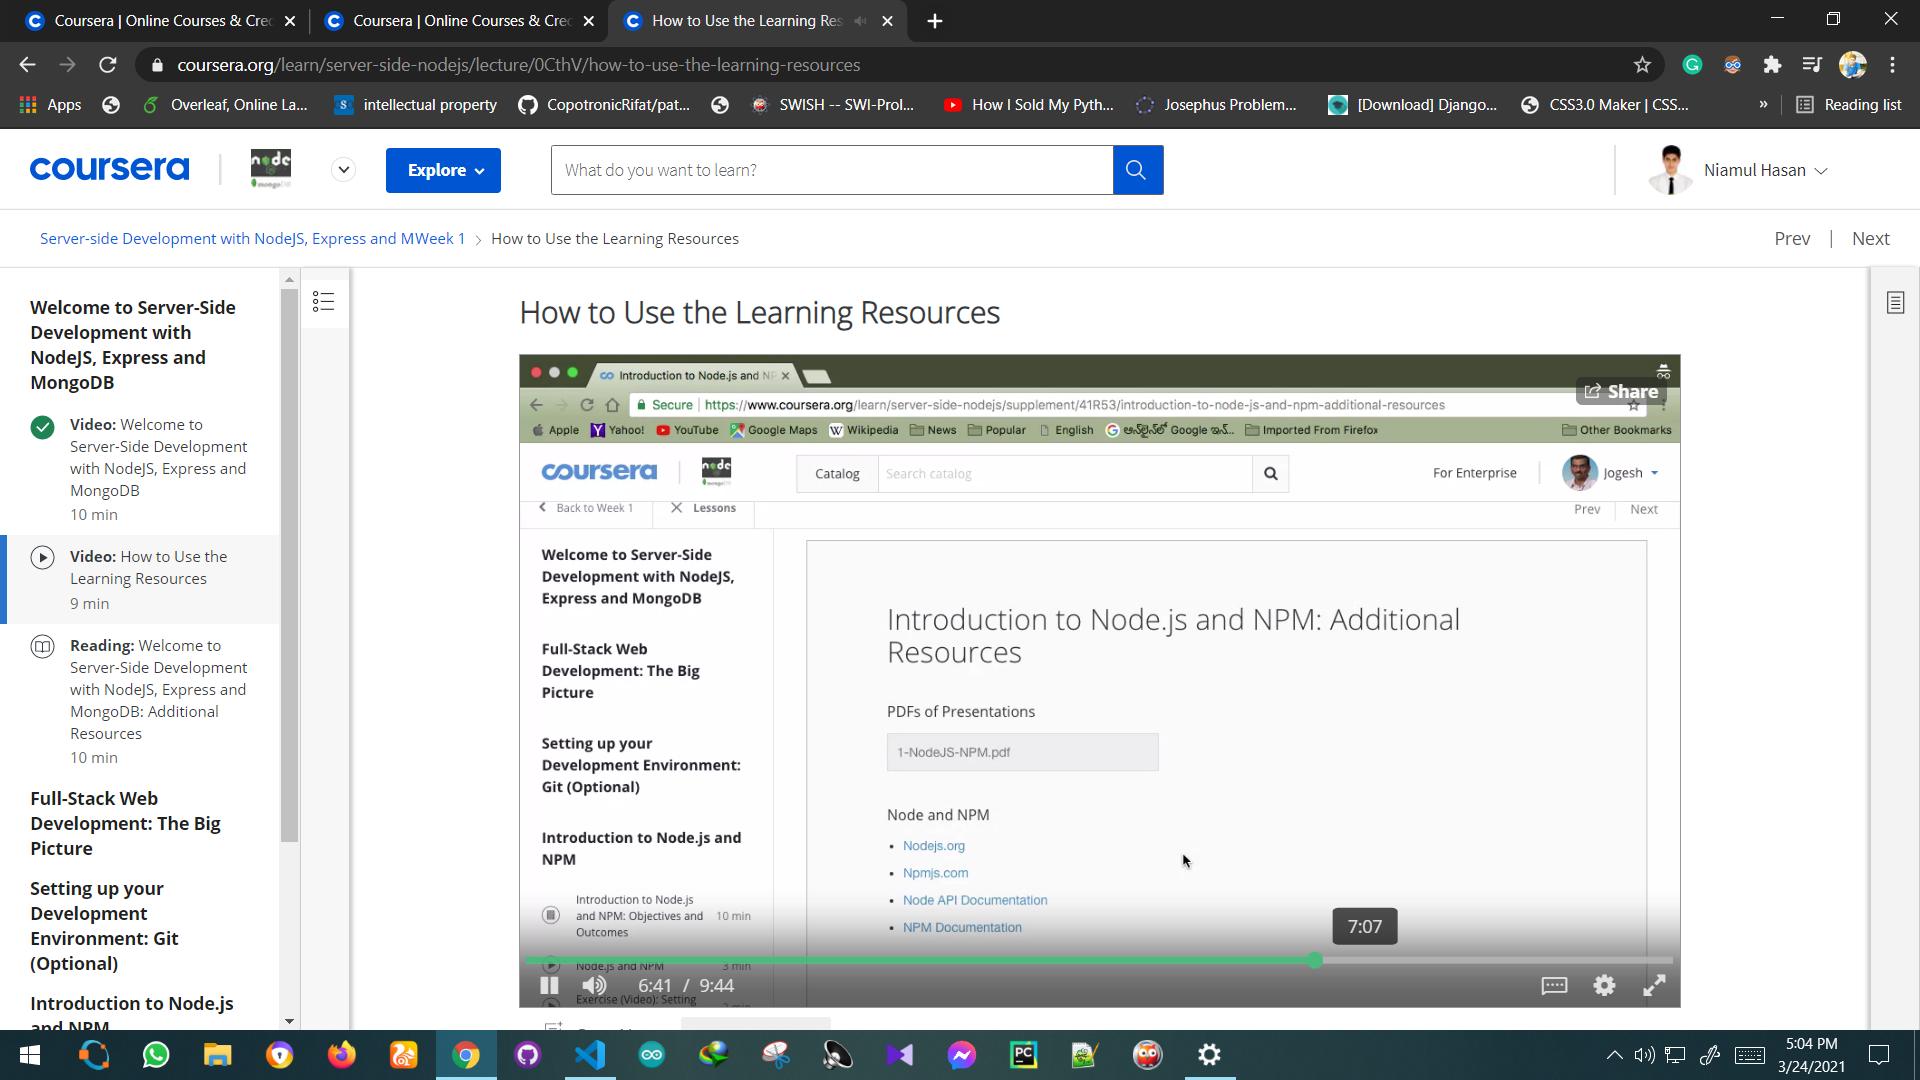 Coursera | Online Courses & Cre
Coursera | Online Courses & Cre
How to Use the Learning Res
coursera.org/learn/server-side-nodejs/lecture/0CthV/how-to-use-the-learning-resources
Apps
Overleaf, Online La...
intellectual property
CopotronicRifat/pat...
SWISH -- SWI-Prol...
How I Sold My Pyth...
Josephus Problem...
[Download] Django...
CSS3.0 Maker | CSS...
»
Reading list
coursera
node
mongoDB
Explore
What do you want to learn?
Niamul Hasan
Server-side Development with NodeJS, Express and MWeek 1 > How to Use the Learning Resources
Prev | Next
Welcome to Server-Side
Development with
NodeJS, Express and
MongoDB
Video: Welcome to
Server-Side Development
with NodeJS, Express and
MongoDB
10 min
Video: How to Use the
Learning Resources
9 min
Reading: Welcome to
Server-Side Development
with NodeJS, Express and
MongoDB: Additional
Resources
10 min
Full-Stack Web
Development: The Big
Picture
Setting up your
Development
Environment: Git
(Optional)
Introduction to Node.js
and NPM
How to Use the Learning Resources
Introduction to Node.js and NP
Share
Secure | https://www.coursera.org/learn/server-side-nodejs/supplement/41R53/introduction-to-node-js-and-npm-additional-resources
Apple
Yahoo!
YouTube
Google Maps
Wikipedia
News
Popular
English
Google
Imported From Firefox
Other Bookmarks
coursera
node
Catalog
Search catalog
For Enterprise
Jogesh
Back to Week 1
Lessons
Prev
Next
Welcome to Server-Side
Development with NodeJS,
Express and MongoDB
Full-Stack Web
Development: The Big
Picture
Setting up your
Development Environment:
Git (Optional)
Introduction to Node.js and
NPM
Introduction to Node.js
and NPM: Objectives and
Outcomes
10 min
Node.js and NPM
3 min
Exercise (Video): Setting
Introduction to Node.js and NPM: Additional
Resources
PDFs of Presentations
1-NodeJS-NPM.pdf
Node and NPM
• Nodejs.org
• Npmjs.com
• Node API Documentation
• NPM Documentation
7:07
6:41 / 9:44
PC
5:04 PM
3/24/2021